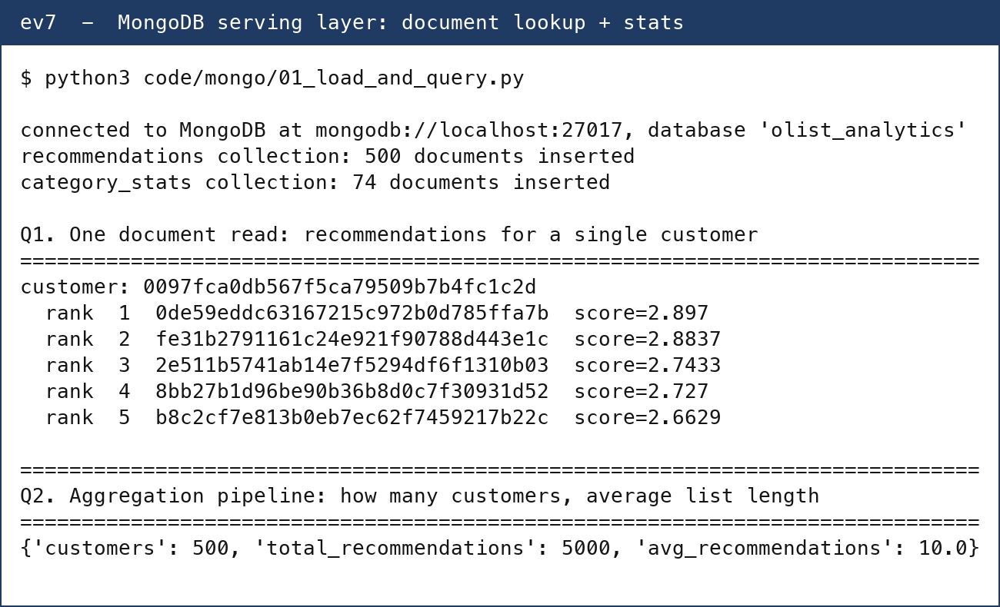 ev7  –  MongoDB serving layer: document lookup + stats
$ python3 code/mongo/01_load_and_query.py
connected to MongoDB at mongodb://localhost:27017, database 'olist_analytics'
recommendations collection: 500 documents inserted
category_stats collection: 74 documents inserted
Q1. One document read: recommendations for a single customer
==============================================================================
customer: 0097fca0db567f5ca79509b7b4fc1c2d
  rank  1  0de59eddc63167215c972b0d785ffa7b  score=2.897
  rank  2  fe31b2791161c24e921f90788d443e1c  score=2.8837
  rank  3  2e511b5741ab14e7f5294df6f1310b03  score=2.7433
  rank  4  8bb27b1d96be90b36b8d0c7f30931d52  score=2.727
  rank  5  b8c2cf7e813b0eb7ec62f7459217b22c  score=2.6629
==============================================================================
Q2. Aggregation pipeline: how many customers, average list length
==============================================================================
{'customers': 500, 'total_recommendations': 5000, 'avg_recommendations': 10.0}